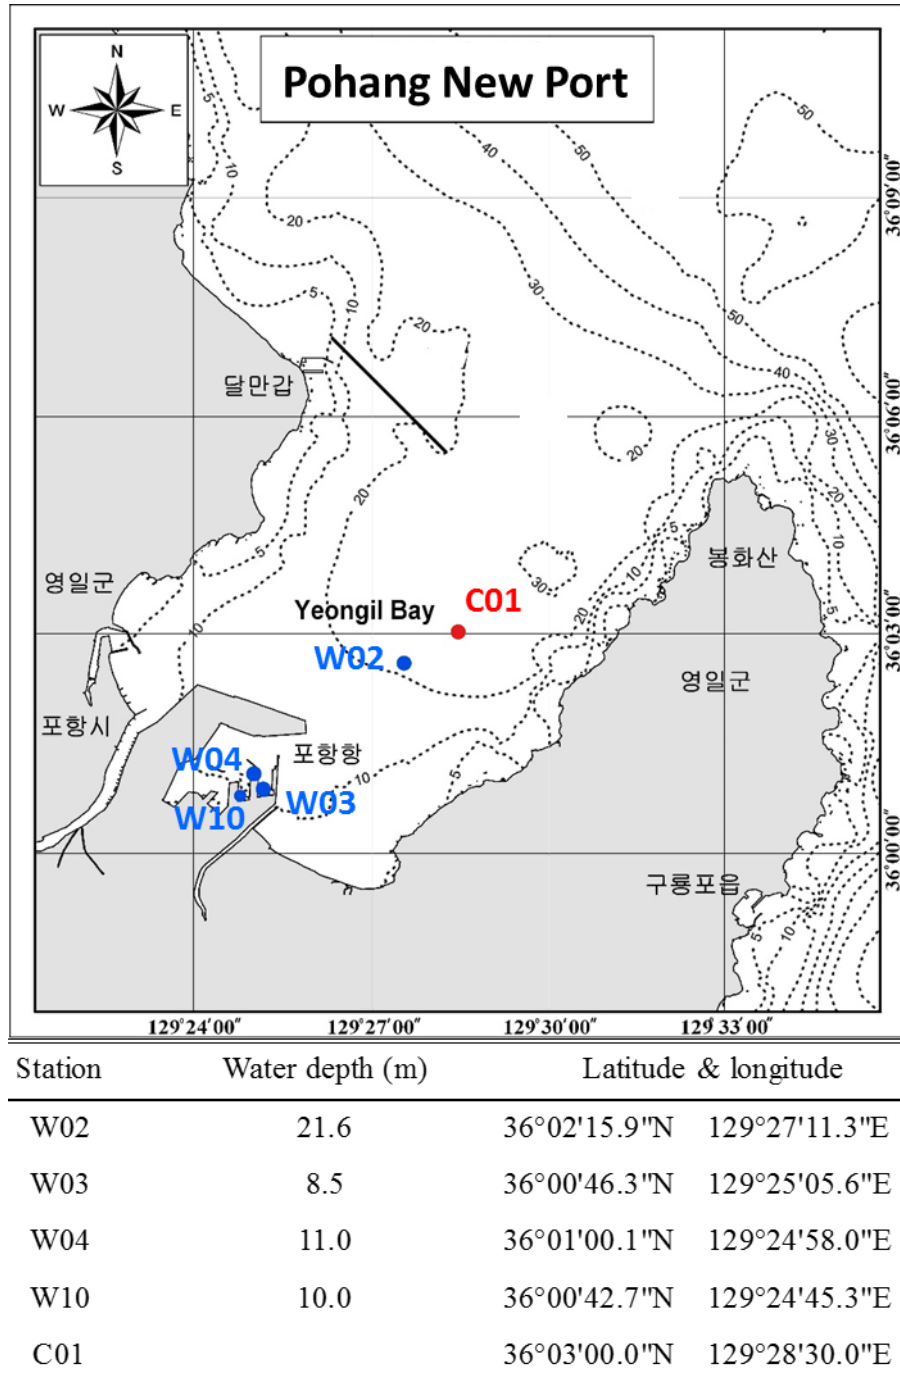 Pohang New Port
N
W E
S
5
10
40
50
50
20
36°09'00"
30
5
10
20
50
40
달만갑
36°06'00"
20
30
20
20
10
5
5
봉화산
10
영일군
30
10
5
C01
20
Yeongil Bay
10
36°03'00"
W02
영일군
포항시
W04
포항항
10
5
W10
W03
36°00'00"
구룡포읍
5
10
129°24'00" 129°27'00" 129°30'00" 129°33'00"
Station Water depth (m) Latitude & longitude
W02 21.6 36°02'15.9"N 129°27'11.3"E
W03 8.5 36°00'46.3"N 129°25'05.6"E
W04 11.0 36°01'00.1"N 129°24'58.0"E
W10 10.0 36°00'42.7"N 129°24'45.3"E
C01 36°03'00.0"N 129°28'30.0"E